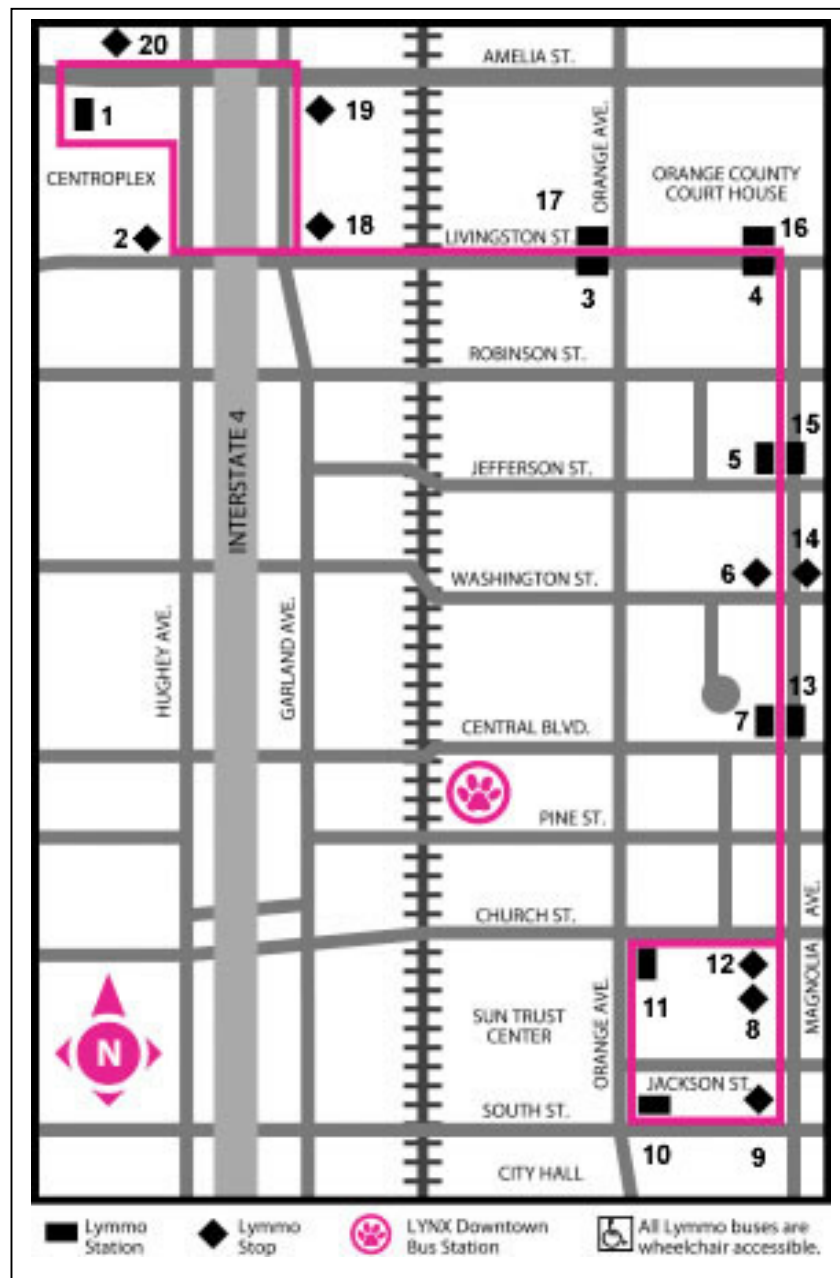 20
AMELIA ST.
1
19
ORANGE AVE.
CENTROPLEX
ORANGE COUNTY
COURT HOUSE
17
2
18
LIVINGSTON ST.
16
3
4
ROBINSON ST.
INTERSTATE 4
15
5
JEFFERSON ST.
14
6
WASHINGTON ST.
HUGHEY AVE.
GARLAND AVE.
13
7
CENTRAL BLVD.
PINE ST.
CHURCH ST.
MAGNOLIA AVE.
12
11
8
SUN TRUST
CENTER
ORANGE AVE.
N
JACKSON ST.
SOUTH ST.
10
9
CITY HALL
Lymmo
Station
Lymmo
Stop
LYNX Downtown
Bus Station
All Lymmo buses are
wheelchair accessible.